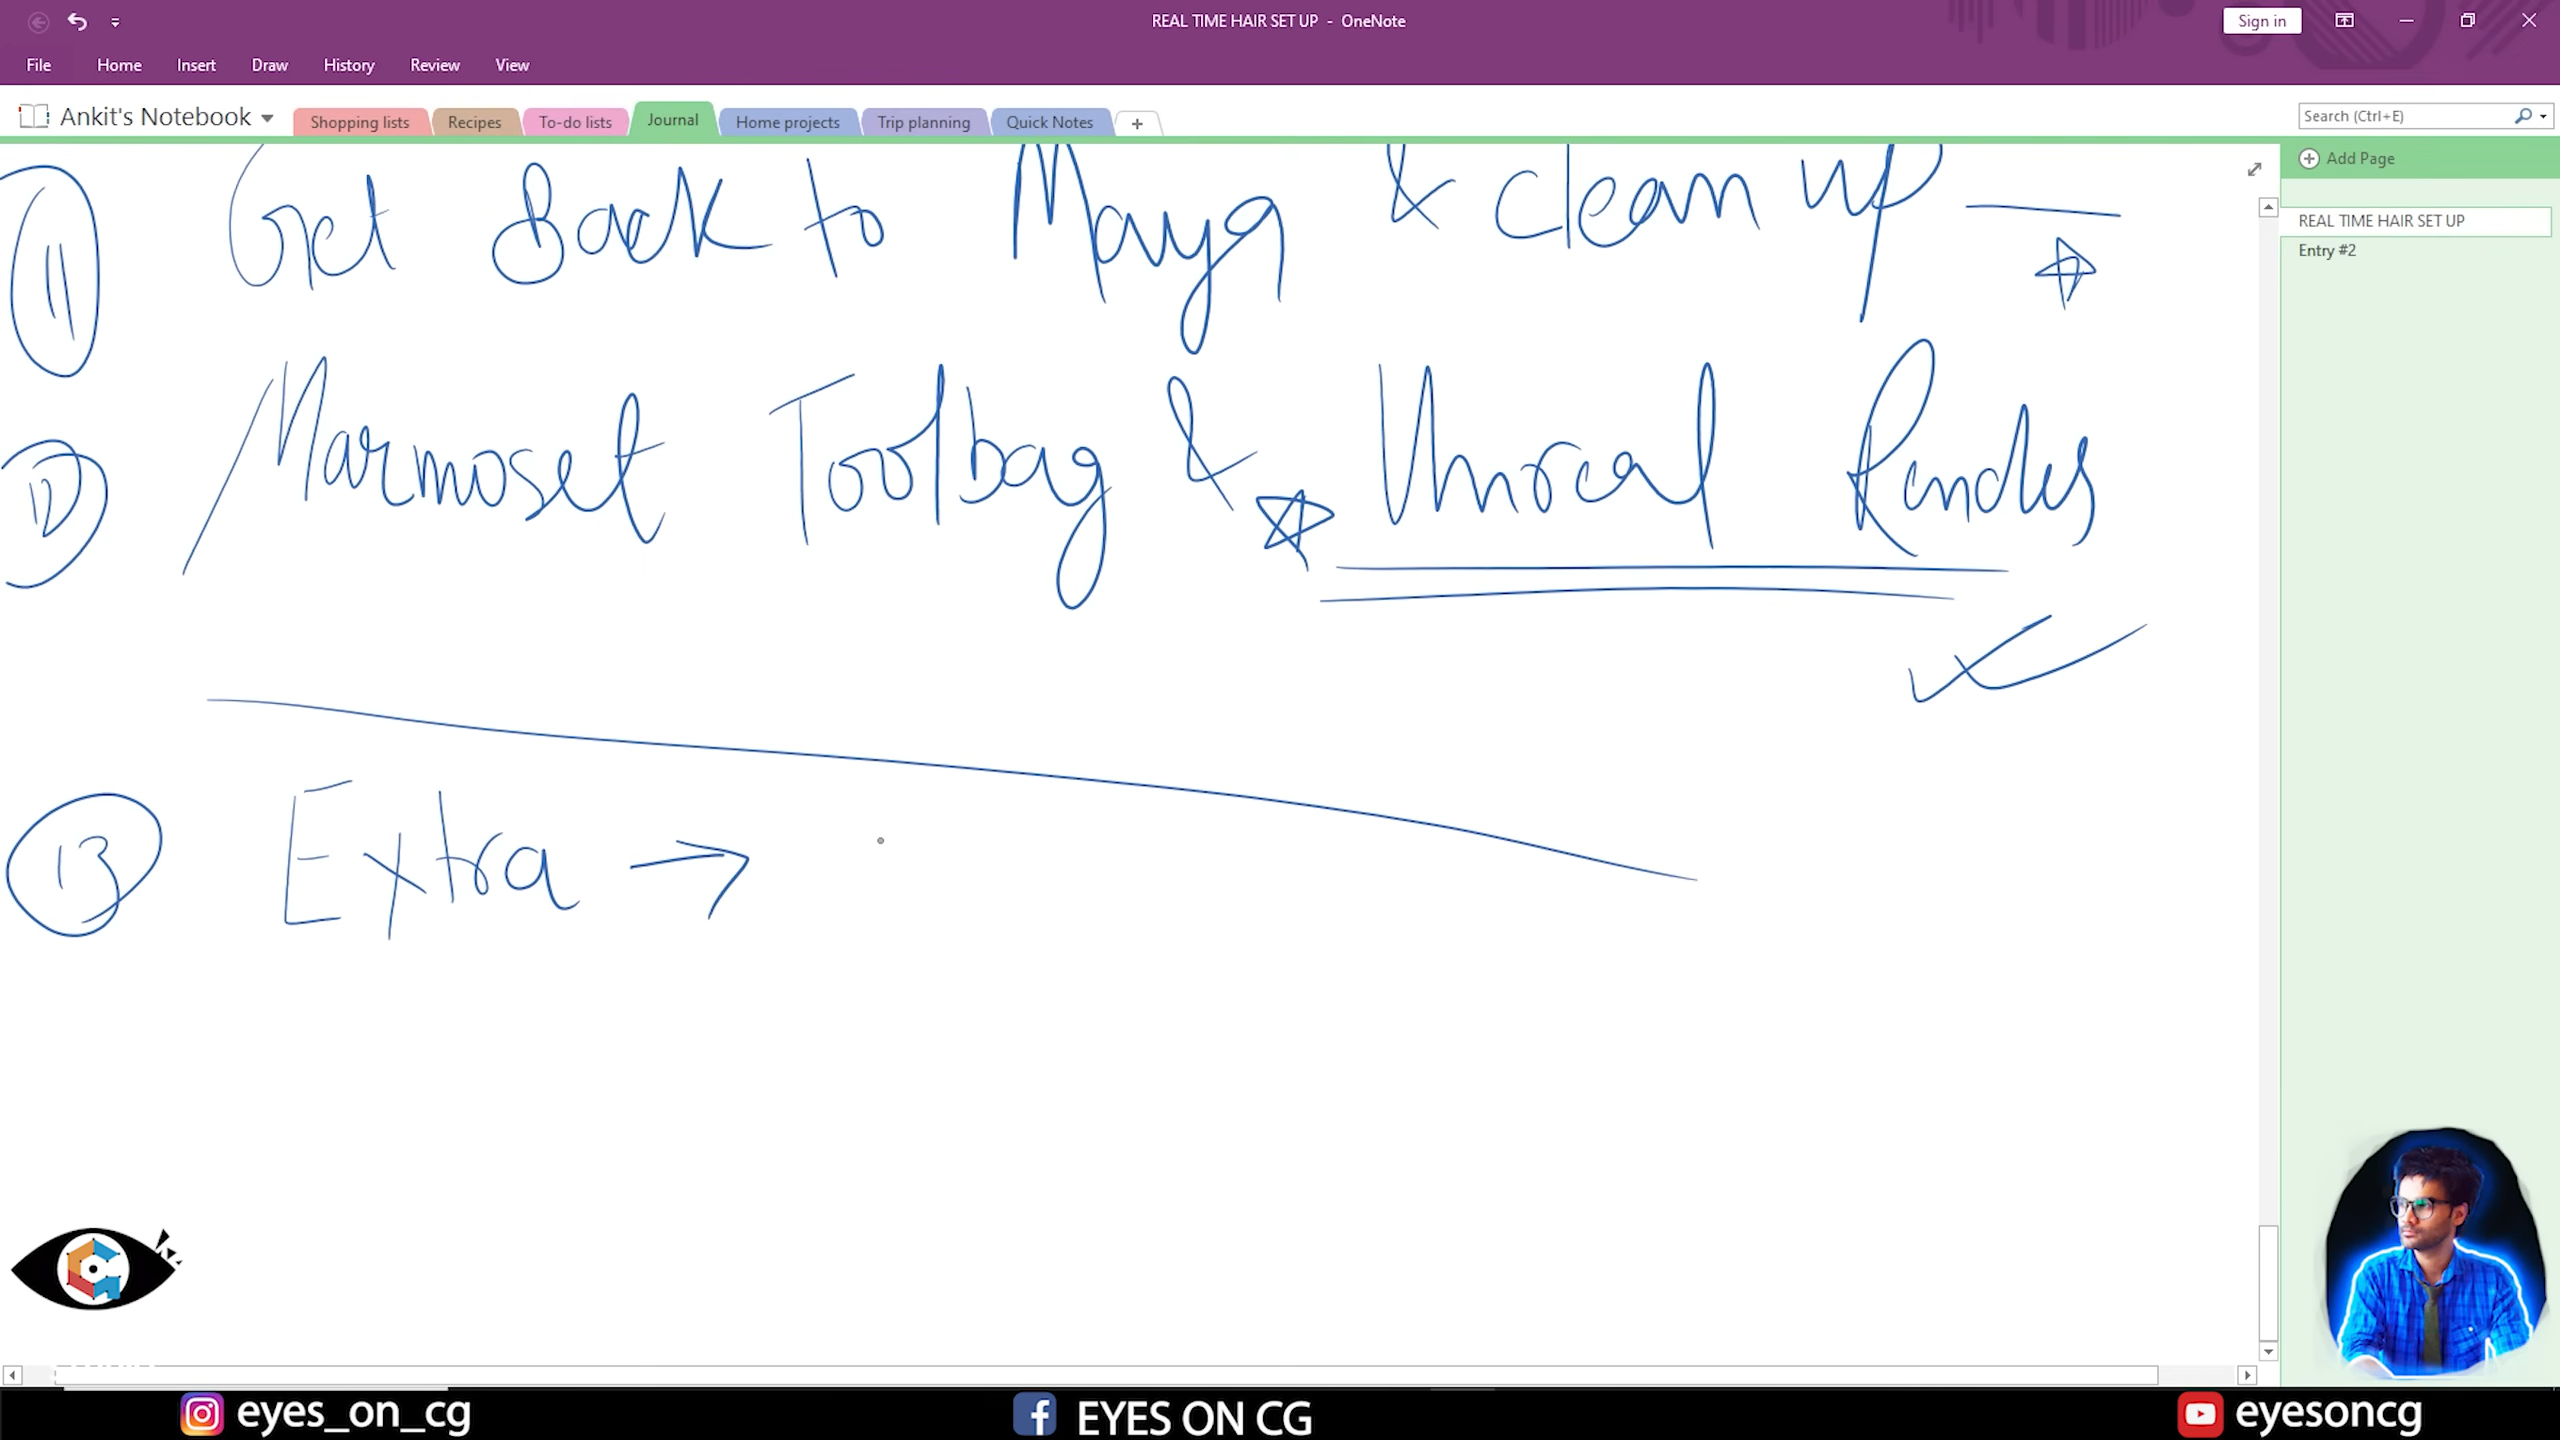 REAL TIME HAIR SET UP - OneNote
Sign in
File Home Insert Draw History Review View
Ankit's Notebook Shopping lists Recipes To-do lists Journal Home projects Trip planning Quick Notes +
Search (Ctrl+E)
Add Page
REAL TIME HAIR SET UP
Entry #2
11 Get Back to Maya & clean up
12 Marmoset Toolbag & Unreal Renders
13 Extra →
eyes_on_cg
EYES ON CG
eyesoncg